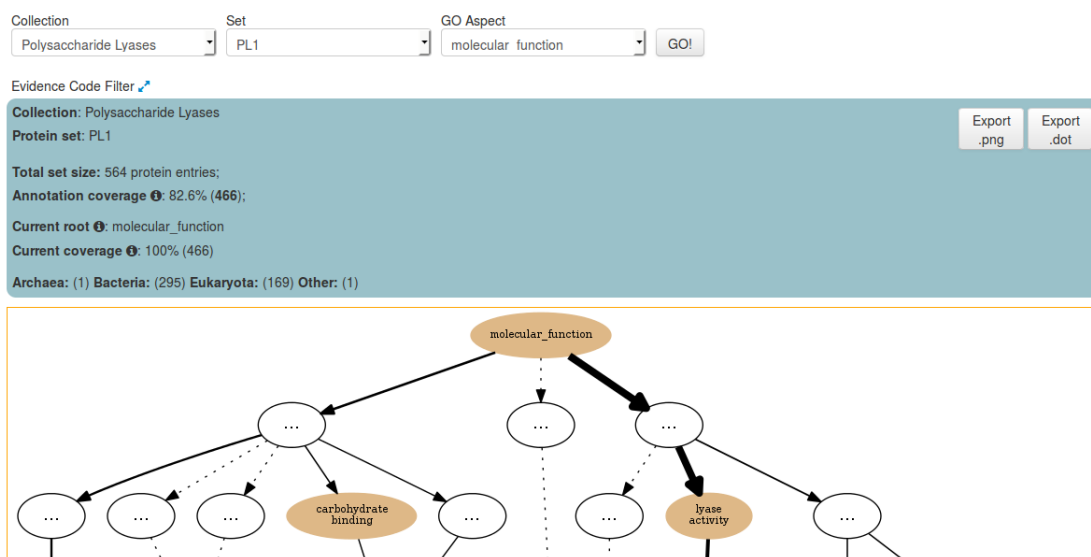 Collection Set GO Aspect
Polysaccharide Lyases PL1 molecular_function GO!
Evidence Code Filter
Collection: Polysaccharide Lyases
Protein set: PL1
Export .png
Export .dot
Total set size: 564 protein entries;
Annotation coverage : 82.6% (466);
Current root : molecular_function
Current coverage : 100% (466)
Archaea: (1) Bacteria: (295) Eukaryota: (169) Other: (1)
molecular_function
... ... ...
... ... ... carbohydrate binding ... ... lyase activity ...